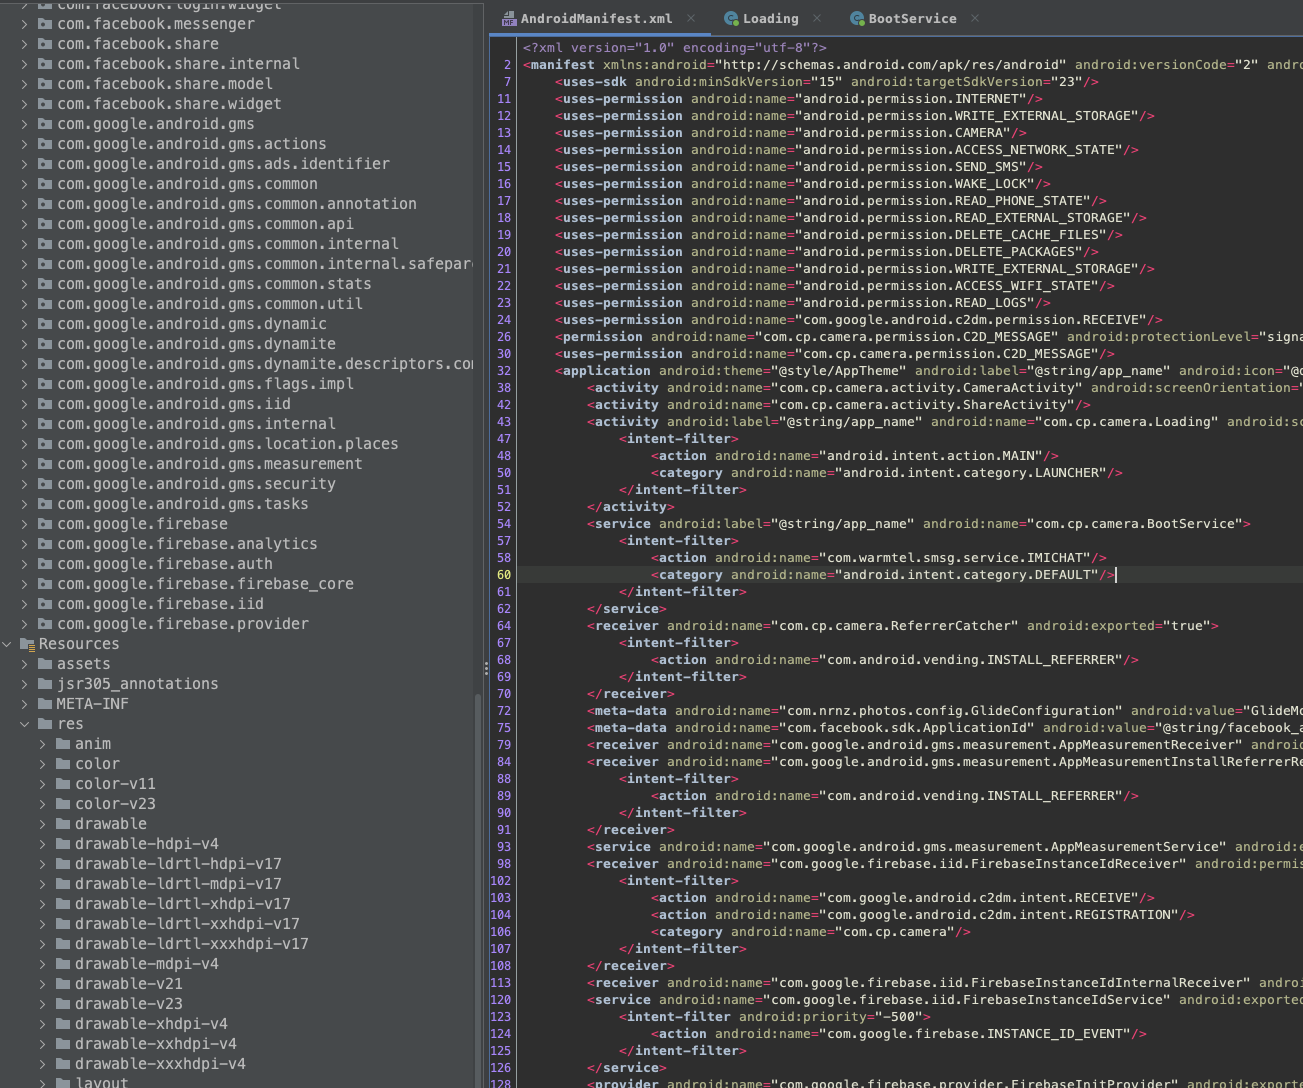 com.facebook.login.widget
com.facebook.messenger
com.facebook.share
com.facebook.share.internal
com.facebook.share.model
com.facebook.share.widget
com.google.android.gms
com.google.android.gms.actions
com.google.android.gms.ads.identifier
com.google.android.gms.common
com.google.android.gms.common.annotation
com.google.android.gms.common.api
com.google.android.gms.common.internal
com.google.android.gms.common.internal.safepar
com.google.android.gms.common.stats
com.google.android.gms.common.util
com.google.android.gms.dynamic
com.google.android.gms.dynamite
com.google.android.gms.dynamite.descriptors.co
com.google.android.gms.flags.impl
com.google.android.gms.iid
com.google.android.gms.internal
com.google.android.gms.location.places
com.google.android.gms.measurement
com.google.android.gms.security
com.google.android.gms.tasks
com.google.firebase
com.google.firebase.analytics
com.google.firebase.auth
com.google.firebase.firebase_core
com.google.firebase.iid
com.google.firebase.provider
Resources
assets
jsr305_annotations
META-INF
res
anim
color
color-v11
color-v23
drawable
drawable-hdpi-v4
drawable-ldrtl-hdpi-v17
drawable-ldrtl-mdpi-v17
drawable-ldrtl-xhdpi-v17
drawable-ldrtl-xxhdpi-v17
drawable-ldrtl-xxxhdpi-v17
drawable-mdpi-v4
drawable-v21
drawable-v23
drawable-xhdpi-v4
drawable-xxhdpi-v4
drawable-xxxhdpi-v4
layout
MF AndroidManifest.xml Loading BootService
<?xml version="1.0" encoding="utf-8"?>
2 <manifest xmlns:android="http://schemas.android.com/apk/res/android" android:versionCode="2" andro
7 <uses-sdk android:minSdkVersion="15" android:targetSdkVersion="23"/>
11 <uses-permission android:name="android.permission.INTERNET"/>
12 <uses-permission android:name="android.permission.WRITE_EXTERNAL_STORAGE"/>
13 <uses-permission android:name="android.permission.CAMERA"/>
14 <uses-permission android:name="android.permission.ACCESS_NETWORK_STATE"/>
15 <uses-permission android:name="android.permission.SEND_SMS"/>
16 <uses-permission android:name="android.permission.WAKE_LOCK"/>
17 <uses-permission android:name="android.permission.READ_PHONE_STATE"/>
18 <uses-permission android:name="android.permission.READ_EXTERNAL_STORAGE"/>
19 <uses-permission android:name="android.permission.DELETE_CACHE_FILES"/>
20 <uses-permission android:name="android.permission.DELETE_PACKAGES"/>
21 <uses-permission android:name="android.permission.WRITE_EXTERNAL_STORAGE"/>
22 <uses-permission android:name="android.permission.ACCESS_WIFI_STATE"/>
23 <uses-permission android:name="android.permission.READ_LOGS"/>
24 <uses-permission android:name="com.google.android.c2dm.permission.RECEIVE"/>
26 <permission android:name="com.cp.camera.permission.C2D_MESSAGE" android:protectionLevel="signa
30 <uses-permission android:name="com.cp.camera.permission.C2D_MESSAGE"/>
32 <application android:theme="@style/AppTheme" android:label="@string/app_name" android:icon="@d
38 <activity android:name="com.cp.camera.activity.CameraActivity" android:screenOrientation="
42 <activity android:name="com.cp.camera.activity.ShareActivity"/>
43 <activity android:label="@string/app_name" android:name="com.cp.camera.Loading" android:sc
47 <intent-filter>
48 <action android:name="android.intent.action.MAIN"/>
50 <category android:name="android.intent.category.LAUNCHER"/>
51 </intent-filter>
52 </activity>
54 <service android:label="@string/app_name" android:name="com.cp.camera.BootService">
57 <intent-filter>
58 <action android:name="com.warmtel.smsg.service.IMICHAT"/>
60 <category android:name="android.intent.category.DEFAULT"/>
61 </intent-filter>
62 </service>
64 <receiver android:name="com.cp.camera.ReferrerCatcher" android:exported="true">
67 <intent-filter>
68 <action android:name="com.android.vending.INSTALL_REFERRER"/>
69 </intent-filter>
70 </receiver>
72 <meta-data android:name="com.nrnz.photos.config.GlideConfiguration" android:value="GlideMo
75 <meta-data android:name="com.facebook.sdk.ApplicationId" android:value="@string/facebook_a
79 <receiver android:name="com.google.android.gms.measurement.AppMeasurementReceiver" android
84 <receiver android:name="com.google.android.gms.measurement.AppMeasurementInstallReferrerRe
88 <intent-filter>
89 <action android:name="com.android.vending.INSTALL_REFERRER"/>
90 </intent-filter>
91 </receiver>
93 <service android:name="com.google.android.gms.measurement.AppMeasurementService" android:e
98 <receiver android:name="com.google.firebase.iid.FirebaseInstanceIdReceiver" android:permis
102 <intent-filter>
103 <action android:name="com.google.android.c2dm.intent.RECEIVE"/>
104 <action android:name="com.google.android.c2dm.intent.REGISTRATION"/>
106 <category android:name="com.cp.camera"/>
107 </intent-filter>
108 </receiver>
113 <receiver android:name="com.google.firebase.iid.FirebaseInstanceIdInternalReceiver" androi
120 <service android:name="com.google.firebase.iid.FirebaseInstanceIdService" android:exported
123 <intent-filter android:priority="-500">
124 <action android:name="com.google.firebase.INSTANCE_ID_EVENT"/>
125 </intent-filter>
126 </service>
128 <provider android:name="com.google.firebase.provider.FirebaseInitProvider" android:exporte